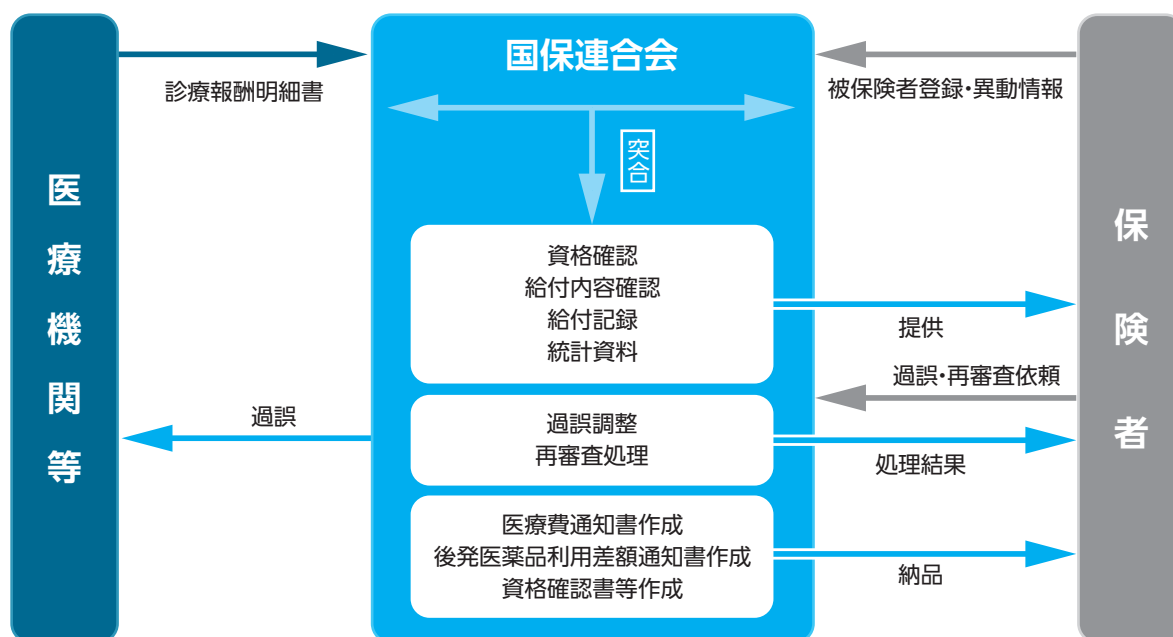 国保連合会
診療報酬明細書
被保険者登録・異動情報
突合
医療機関等
保険者
資格確認
給付内容確認
給付記録
統計資料
提供
過誤・再審査依頼
過誤
過誤調整
再審査処理
処理結果
医療費通知書作成
後発医薬品利用差額通知書作成
資格確認書等作成
納品